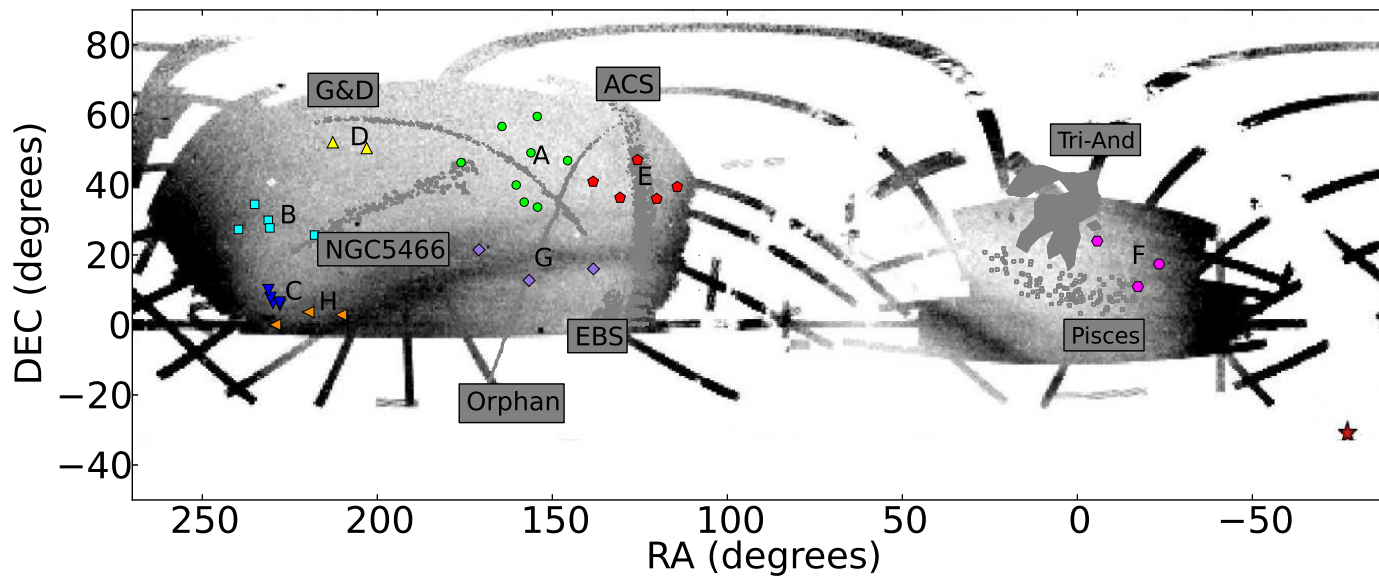 80
60
40
20
0
−20
−40
DEC (degrees)
G&D
ACS
Tri-And
D
A
E
B
NGC5466
G
F
C
H
EBS
Pisces
Orphan
250
200
150
100
50
0
−50
RA (degrees)